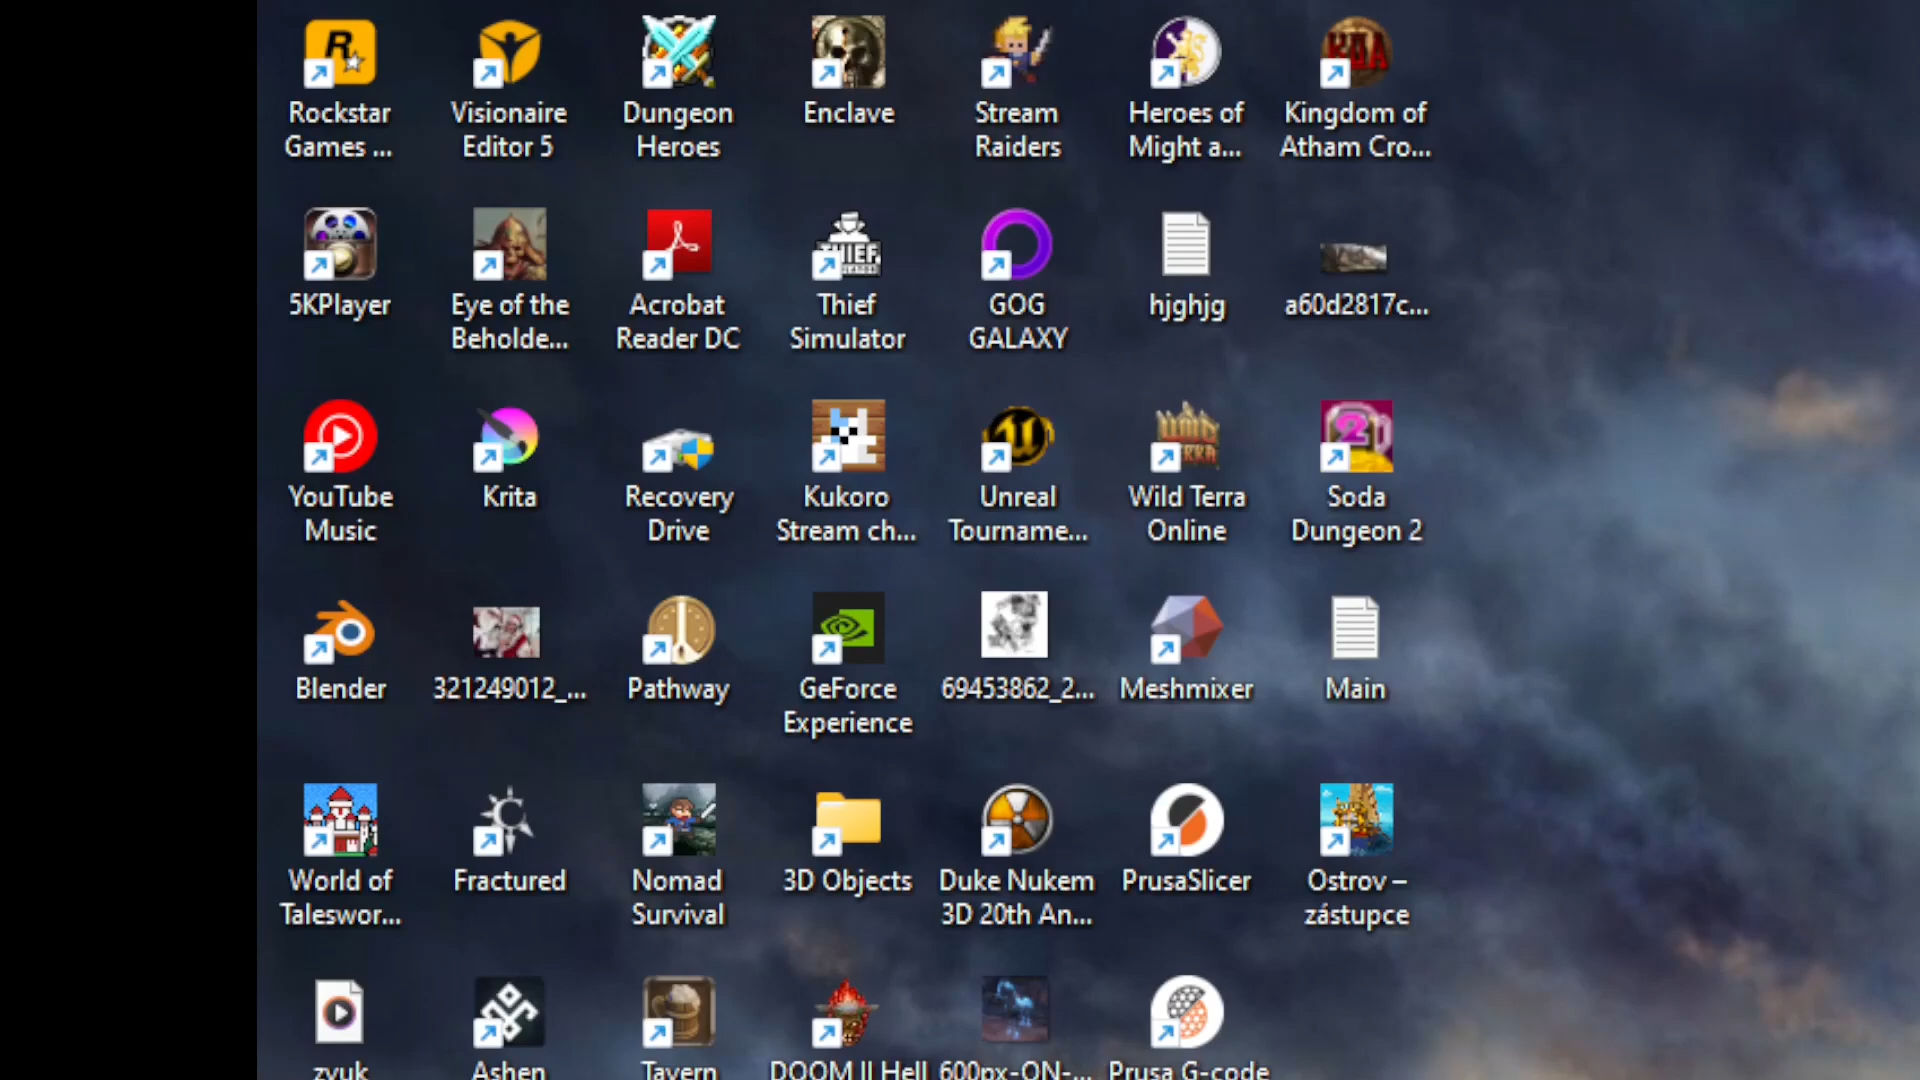 Rockstar
Games ...
Visionaire
Editor 5
Dungeon
Heroes
Enclave
Stream
Raiders
Heroes of
Might a...
KOA
Kingdom of
Atham Cro...
5KPlayer
Eye of the
Beholde...
Acrobat
Reader DC
THIEF
Thief
Simulator
GOG
GALAXY
hjghjg
a60d2817c...
YouTube
Music
Krita
Recovery
Drive
Kukoro
Stream ch...
Unreal
Tourname...
Wild Terra
Online
2
Soda
Dungeon 2
Blender
321249012_...
Pathway
GeForce
Experience
69453862_2...
Meshmixer
Main
World of
Taleswor...
Fractured
Nomad
Survival
3D Objects
Duke Nukem
3D 20th An...
PrusaSlicer
Ostrov –
zástupce
zvuk
Ashen
Tavern
DOOM II Hell
600px-ON-...
Prusa G-code